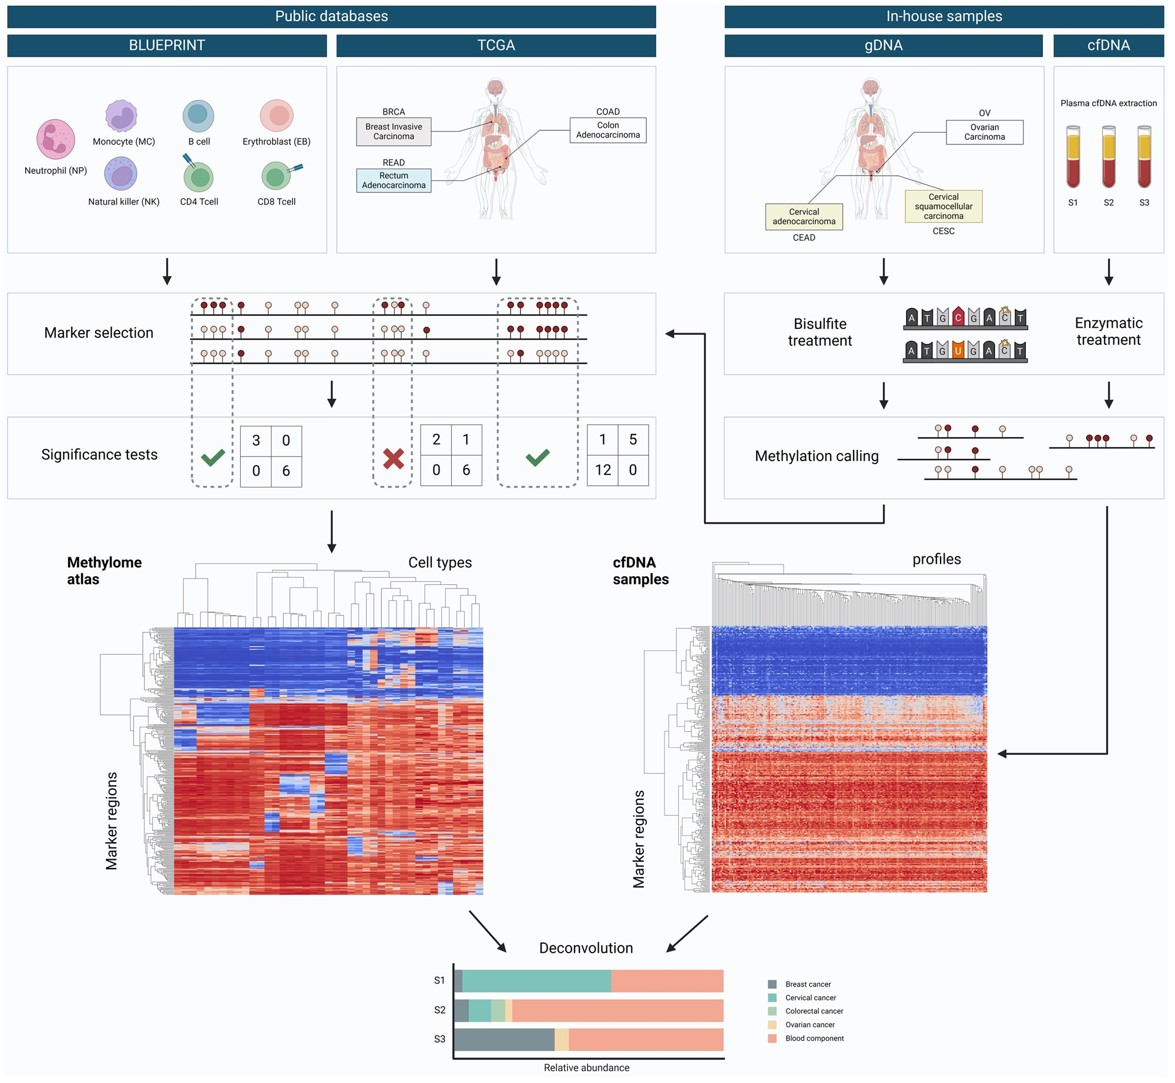 Public databases
In-house samples
BLUEPRINT
TCGA
gDNA
cfDNA
Neutrophil (NP)
Monocyte (MC)
B cell
Erythroblast (EB)
Natural killer (NK)
CD4 Tcell
CD8 Tcell
BRCA
Breast Invasive
Carcinoma
READ
Rectum
Adenocarcinoma
COAD
Colon
Adenocarcinoma
OV
Ovarian
Carcinoma
Cervical
adenocarcinoma
CEAD
Cervical
squamocellular
carcinoma
CESC
Plasma cfDNA extraction
S1
S2
S3
Marker selection
Bisulfite
treatment
A T G C G A C T
A T G U G A C T
Enzymatic
treatment
Significance tests
3 0
0 6
2 1
0 6
1 5
12 0
Methylation calling
Methylome
atlas
Cell types
Marker regions
cfDNA
samples
profiles
Marker regions
Deconvolution
S1
S2
S3
Relative abundance
Breast cancer
Cervical cancer
Colorectal cancer
Ovarian cancer
Blood component